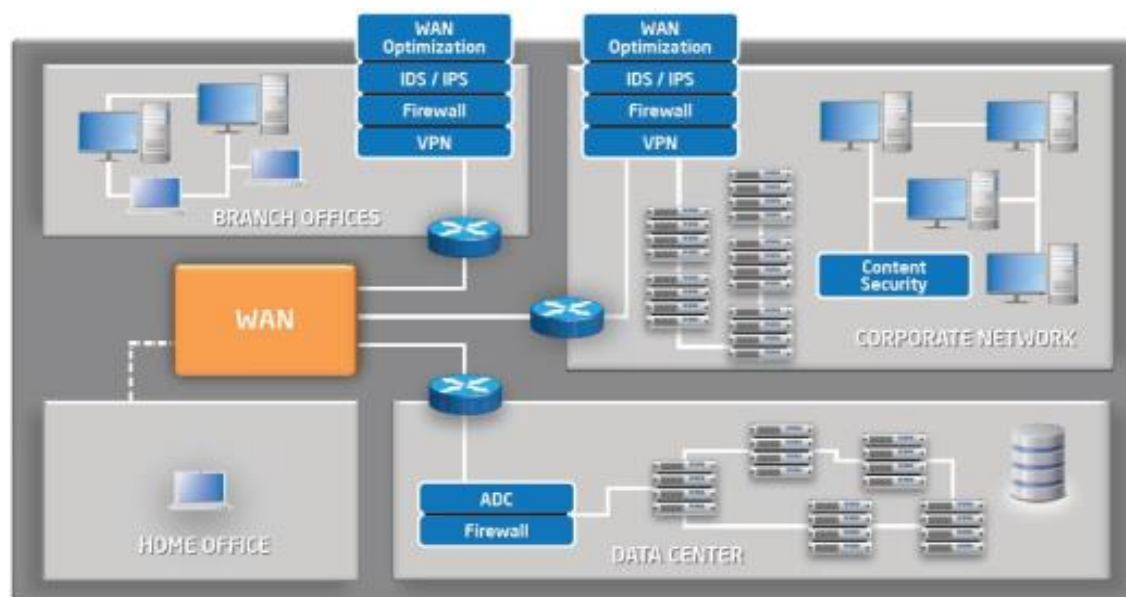 WAN
Optimization
IDS / IPS
Firewall
VPN
BRANCH OFFICES
WAN
Optimization
IDS / IPS
Firewall
VPN
Content
Security
CORPORATE NETWORK
WAN
HOME OFFICE
ADC
Firewall
DATA CENTER